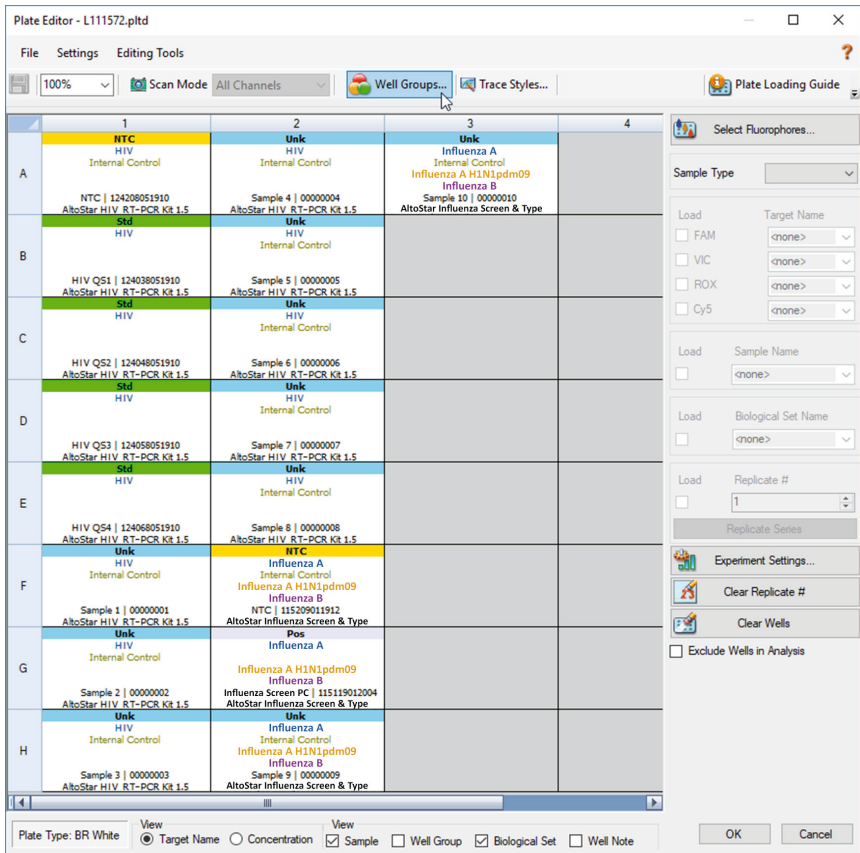 Plate Editor - L111572.pltd
File Settings Editing Tools ?
100% Scan Mode All Channels Well Groups... Trace Styles... Plate Loading Guide
1 2 3 4
A
NTC
HIV
Internal Control
NTC | 124208051910
AltoStar HIV RT-PCR Kit 1.5
Unk
HIV
Internal Control
Sample 4 | 00000004
AltoStar HIV RT-PCR Kit 1.5
Unk
Influenza A
Internal Control
Influenza A H1N1pdm09
Influenza B
Sample 10 | 00000010
AltoStar Influenza Screen & Type
B
Std
HIV
HIV QS1 | 124038051910
AltoStar HIV RT-PCR Kit 1.5
Unk
HIV
Internal Control
Sample 5 | 00000005
AltoStar HIV RT-PCR Kit 1.5
C
Std
HIV
HIV QS2 | 124048051910
AltoStar HIV RT-PCR Kit 1.5
Unk
HIV
Internal Control
Sample 6 | 00000006
AltoStar HIV RT-PCR Kit 1.5
D
Std
HIV
HIV QS3 | 124058051910
AltoStar HIV RT-PCR Kit 1.5
Unk
HIV
Internal Control
Sample 7 | 00000007
AltoStar HIV RT-PCR Kit 1.5
E
Std
HIV
HIV QS4 | 124068051910
AltoStar HIV RT-PCR Kit 1.5
Unk
HIV
Internal Control
Sample 8 | 00000008
AltoStar HIV RT-PCR Kit 1.5
F
Unk
HIV
Internal Control
Sample 1 | 00000001
AltoStar HIV RT-PCR Kit 1.5
NTC
Influenza A
Internal Control
Influenza A H1N1pdm09
Influenza B
NTC | 115209011912
AltoStar Influenza Screen & Type
G
Unk
HIV
Internal Control
Sample 2 | 00000002
AltoStar HIV RT-PCR Kit 1.5
Pos
Influenza A
Influenza A H1N1pdm09
Influenza B
Influenza Screen PC | 115119012004
AltoStar Influenza Screen & Type
H
Unk
HIV
Internal Control
Sample 3 | 00000003
AltoStar HIV RT-PCR Kit 1.5
Unk
Influenza A
Internal Control
Influenza A H1N1pdm09
Influenza B
Sample 9 | 00000009
AltoStar Influenza Screen & Type
Select Fluorophores...
Sample Type
Load Target Name
FAM <none>
VIC <none>
ROX <none>
Cy5 <none>
Load Sample Name
<none>
Load Biological Set Name
<none>
Load Replicate #
1
Replicate Series
Experiment Settings...
Clear Replicate #
Clear Wells
Exclude Wells in Analysis
Plate Type: BR White
View
Target Name Concentration
View
Sample Well Group Biological Set Well Note
OK Cancel